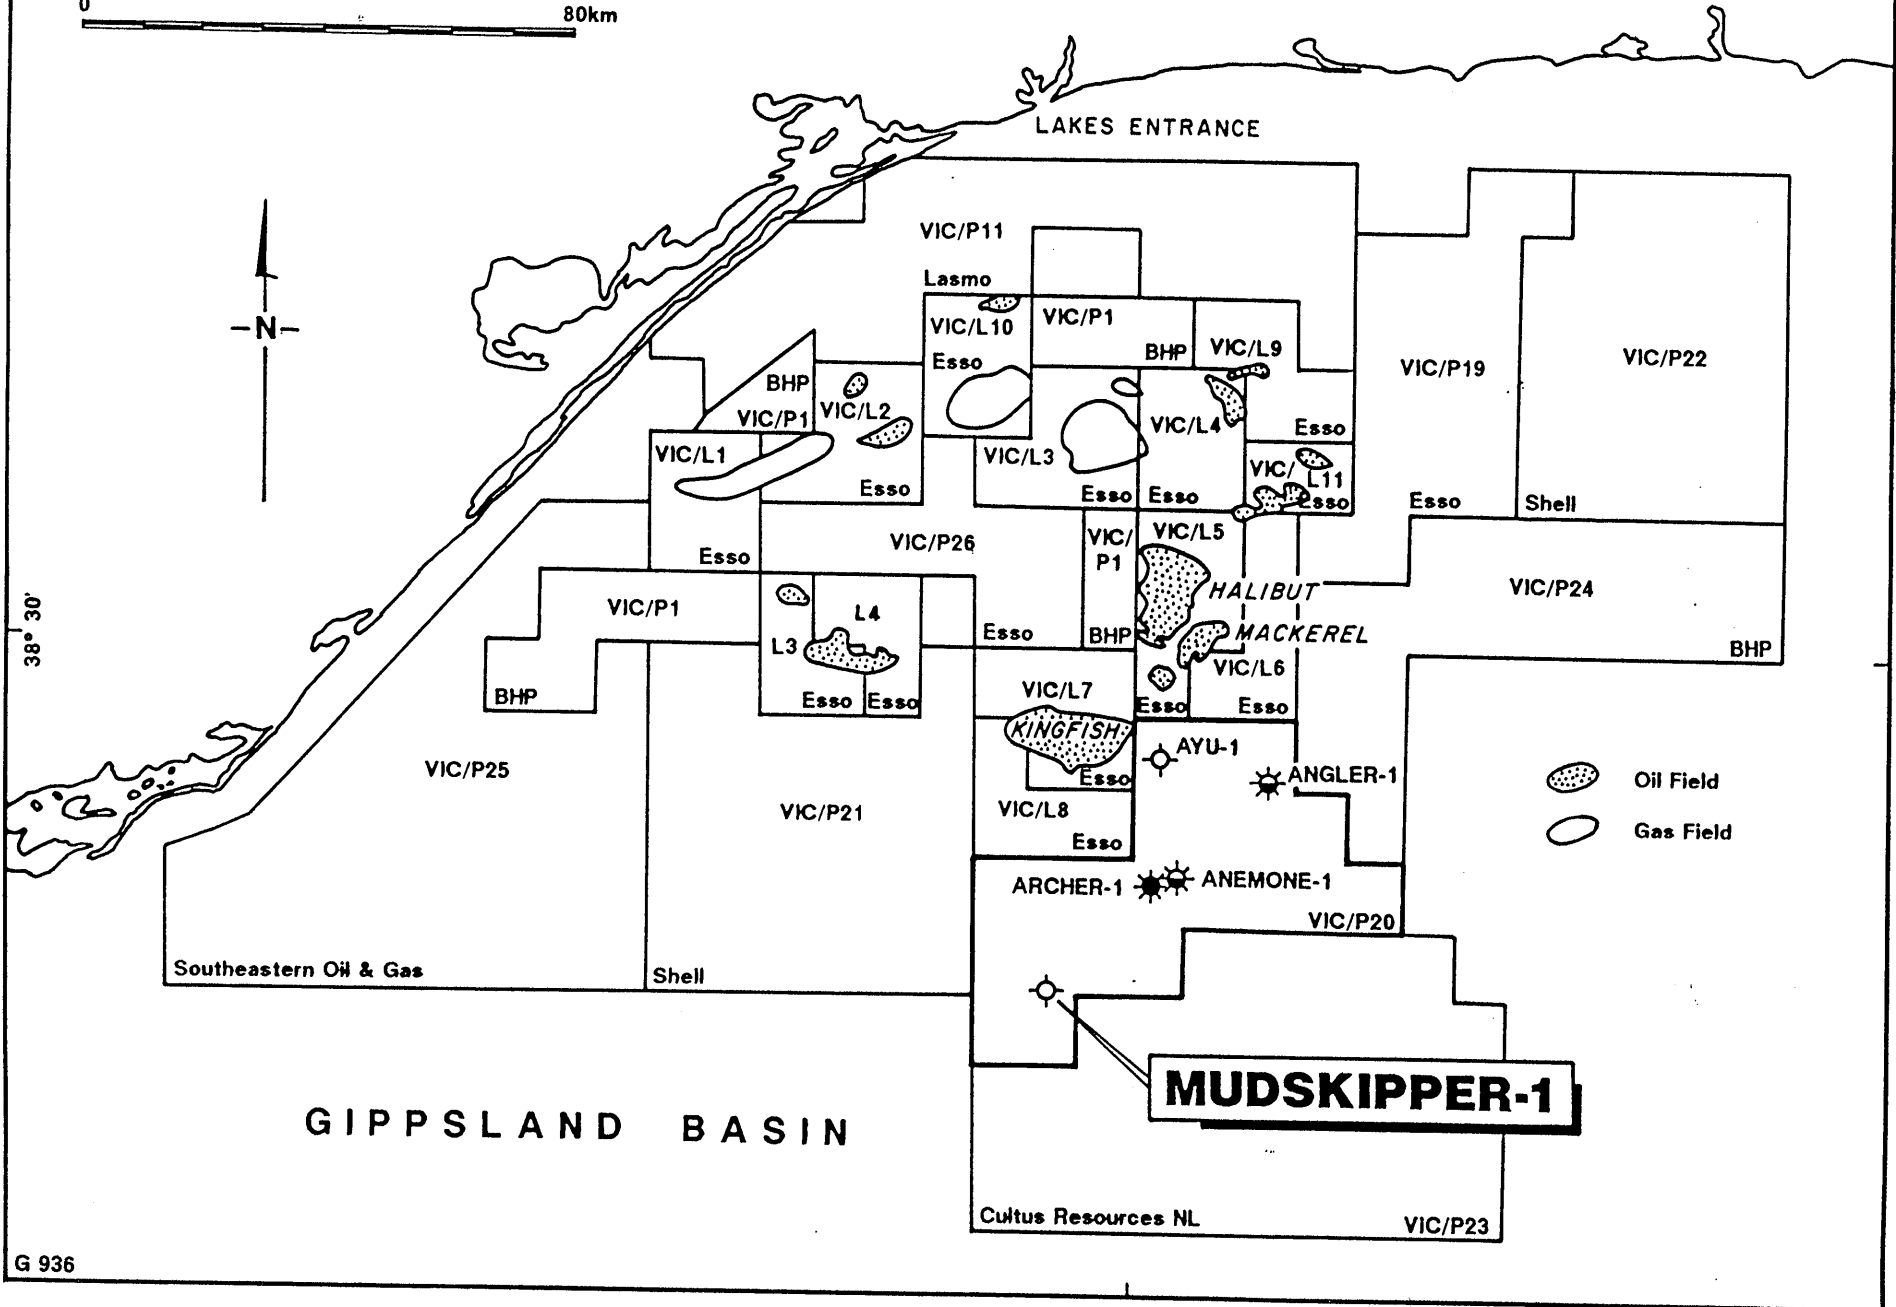 0 80km
LAKES ENTRANCE
VIC/P11
Lasmo
N
VIC/L10
Esso
VIC/P1
BHP
VIC/L9
Esso
VIC/P19
Esso
VIC/P22
Shell
BHP
VIC/P1
VIC/L2
Esso
VIC/L1
Esso
VIC/L3
Esso
VIC/L4
Esso
VIC/
L11
Esso
VIC/P26
Esso
VIC/
P1
BHP
VIC/L5
HALIBUT
MACKEREL
VIC/L6
Esso
Esso
VIC/P24
BHP
38° 30'
VIC/P1
BHP
L3
Esso
L4
Esso
VIC/L7
KINGFISH
Esso
VIC/L8
Esso
AYU-1
ANGLER-1
Oil Field
Gas Field
VIC/P25
Southeastern Oil & Gas
VIC/P21
Shell
ARCHER-1
ANEMONE-1
VIC/P20
MUDSKIPPER-1
GIPPSLAND BASIN
Cultus Resources NL
VIC/P23
G 936